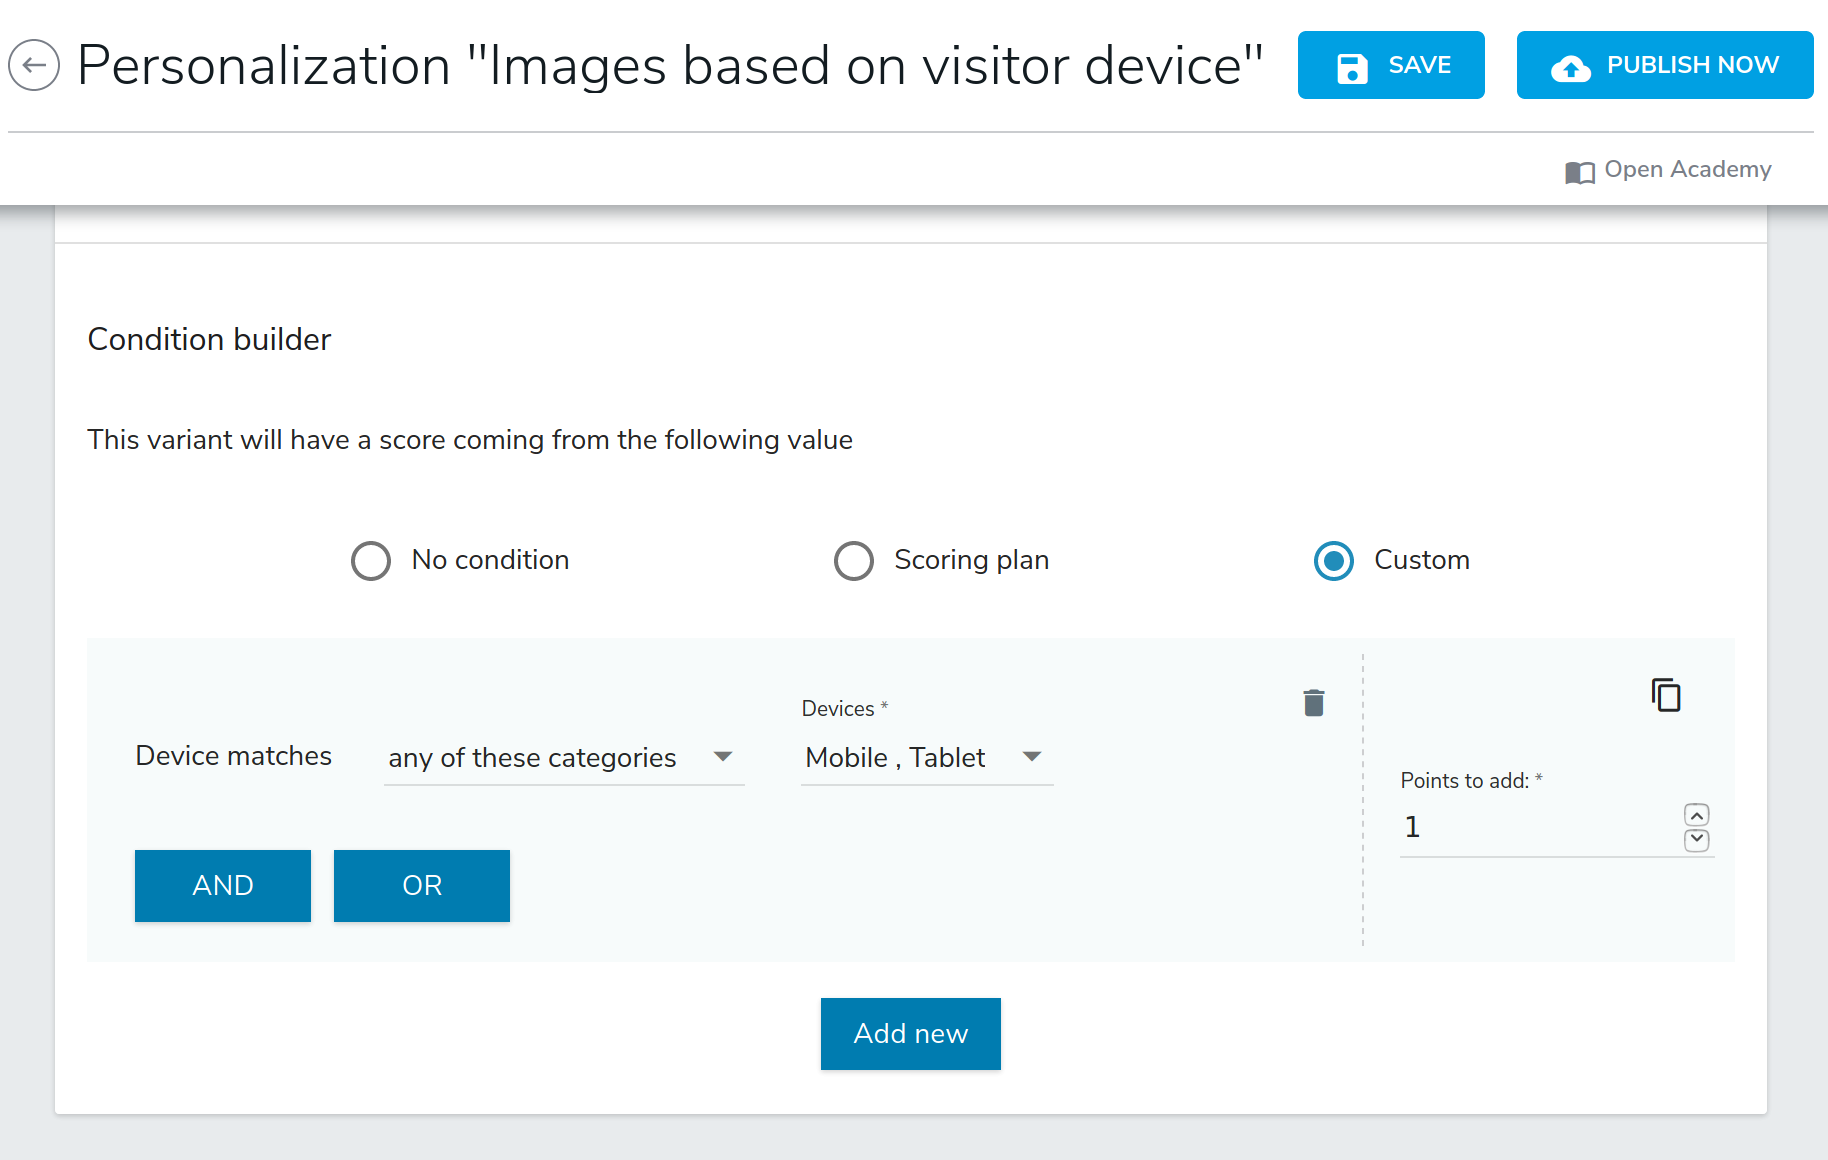 Personalization "Images based on visitor device"
SAVE
PUBLISH NOW
Open Academy
Condition builder
This variant will have a score coming from the following value
No condition
Scoring plan
Custom
Devices *
Device matches
any of these categories
Mobile , Tablet
Points to add: *
1
AND
OR
Add new